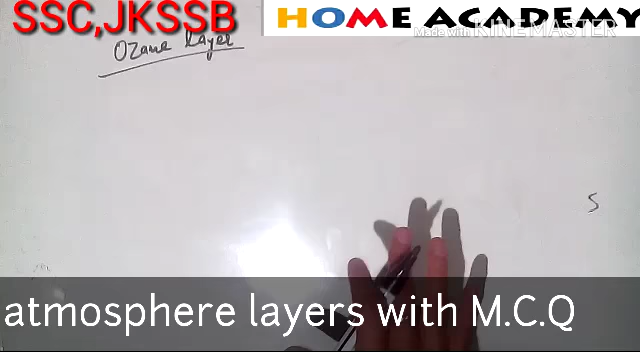 SSC,JKSSB
HOME ACADEMY
Made with KINEMASTER
Ozone layer
S
atmosphere layers with M.C.Q